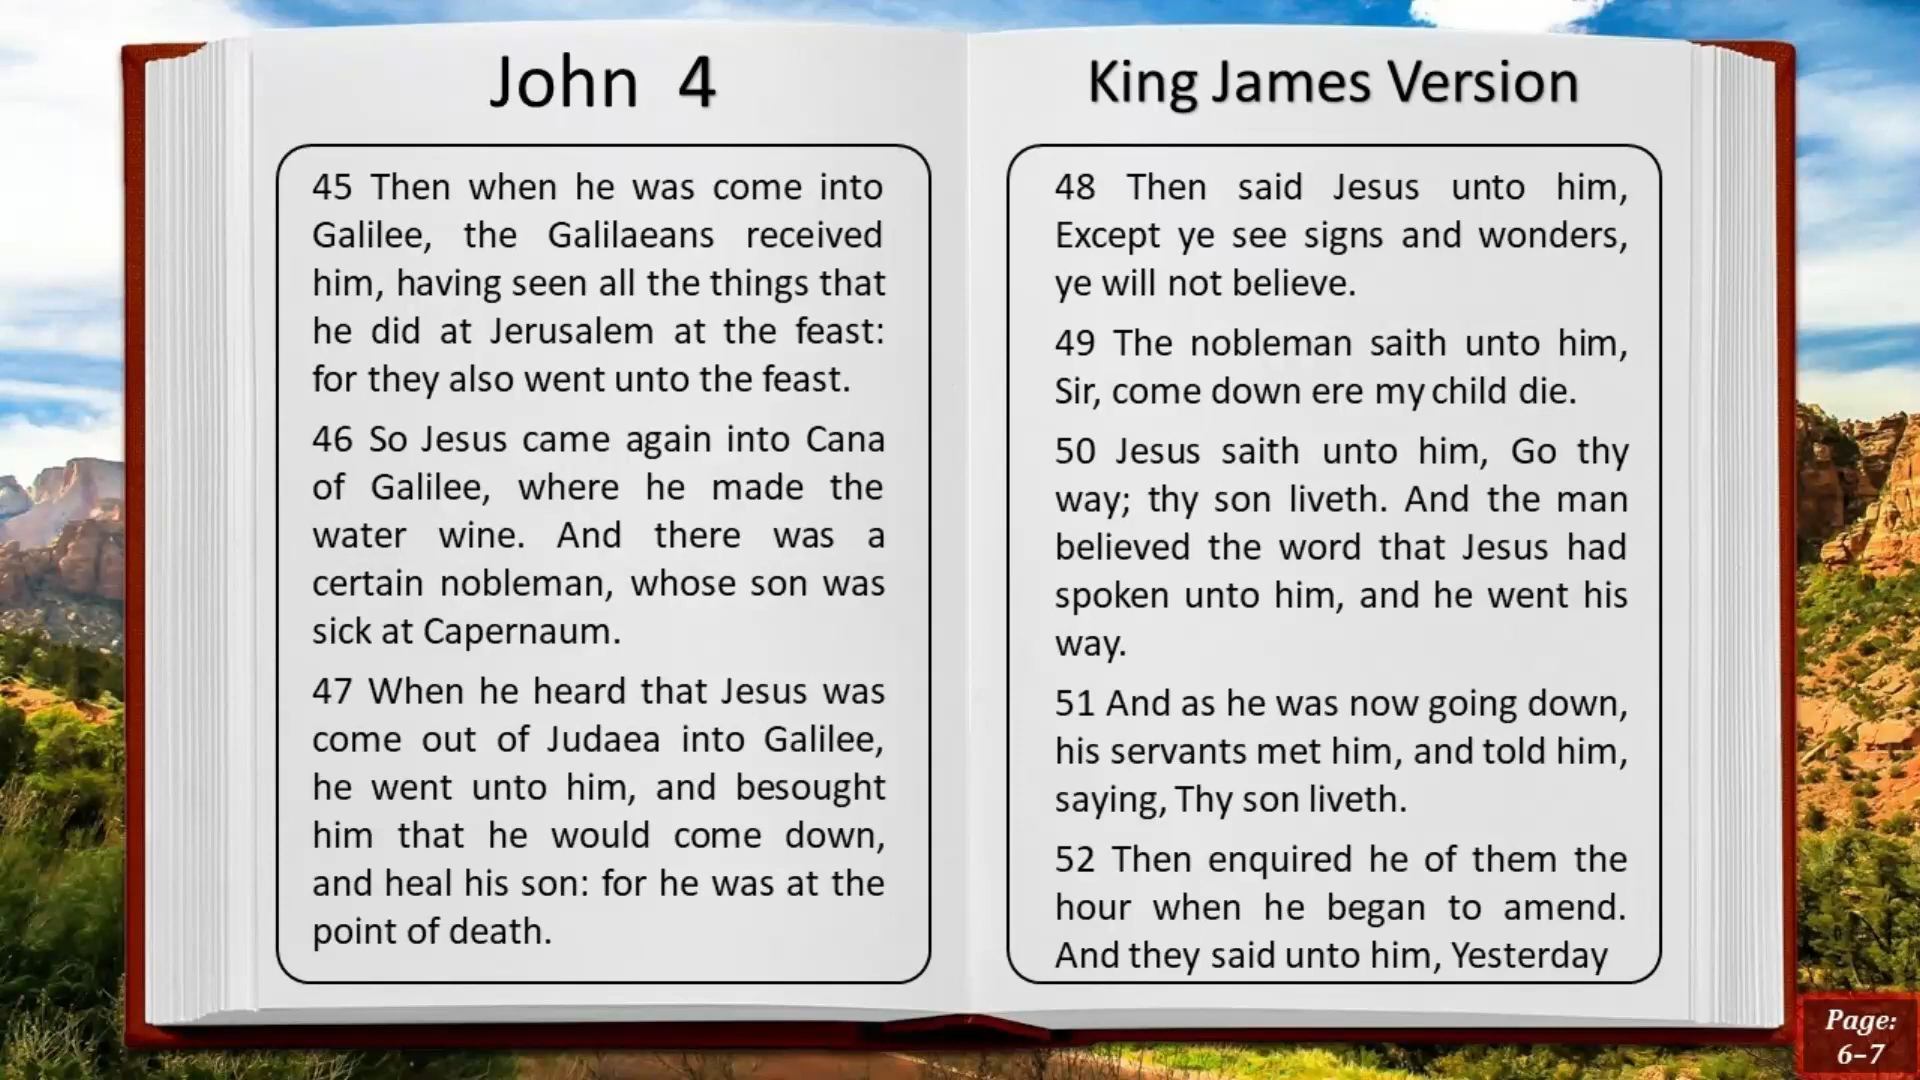 John 4
45 Then when he was come into
Galilee, the Galilaeans received
him, having seen all the things that
he did at Jerusalem at the feast:
for they also went unto the feast.
46 So Jesus came again into Cana
of Galilee, where he made the
water wine. And there was a
certain nobleman, whose son was
sick at Capernaum.
47 When he heard that Jesus was
come out of Judaea into Galilee,
he went unto him, and besought
him that he would come down,
and heal his son: for he was at the
point of death.
King James Version
48 Then said Jesus unto him,
Except ye see signs and wonders,
ye will not believe.
49 The nobleman saith unto him,
Sir, come down ere my child die.
50 Jesus saith unto him, Go thy
way; thy son liveth. And the man
believed the word that Jesus had
spoken unto him, and he went his
way.
51 And as he was now going down,
his servants met him, and told him,
saying, Thy son liveth.
52 Then enquired he of them the
hour when he began to amend.
And they said unto him, Yesterday
Page:
6–7